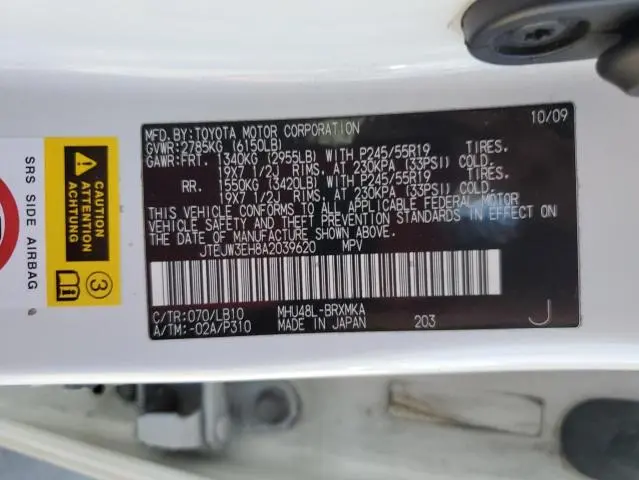 10/09
MFD.BY:TOYOTA MOTOR CORPORATION
GVWR:2785KG (6150LB)
GAWR:FRT. 1340KG (2955LB) WITH P245/55R19 TIRES.
19X7 1/2J RIMS. AT 230KPA (33PSI) COLD.
RR. 1550KG (3420LB) WITH P245/55R19 TIRES.
19X7 1/2J RIMS. AT 230KPA (33PSI) COLD.
THIS VEHICLE CONFORMS TO ALL APPLICABLE FEDERAL MOTOR
VEHICLE SAFETY AND THEFT PREVENTION STANDARDS IN EFFECT ON
THE DATE OF MANUFACTURE SHOWN ABOVE.
JTEJW3EH8A2039620 MPV
C/TR:070/LB10 MHU48L-BRXMKA
A/TM:-02A/P310 MADE IN JAPAN 203 J
SRS SIDE AIRBAG
CAUTION
3